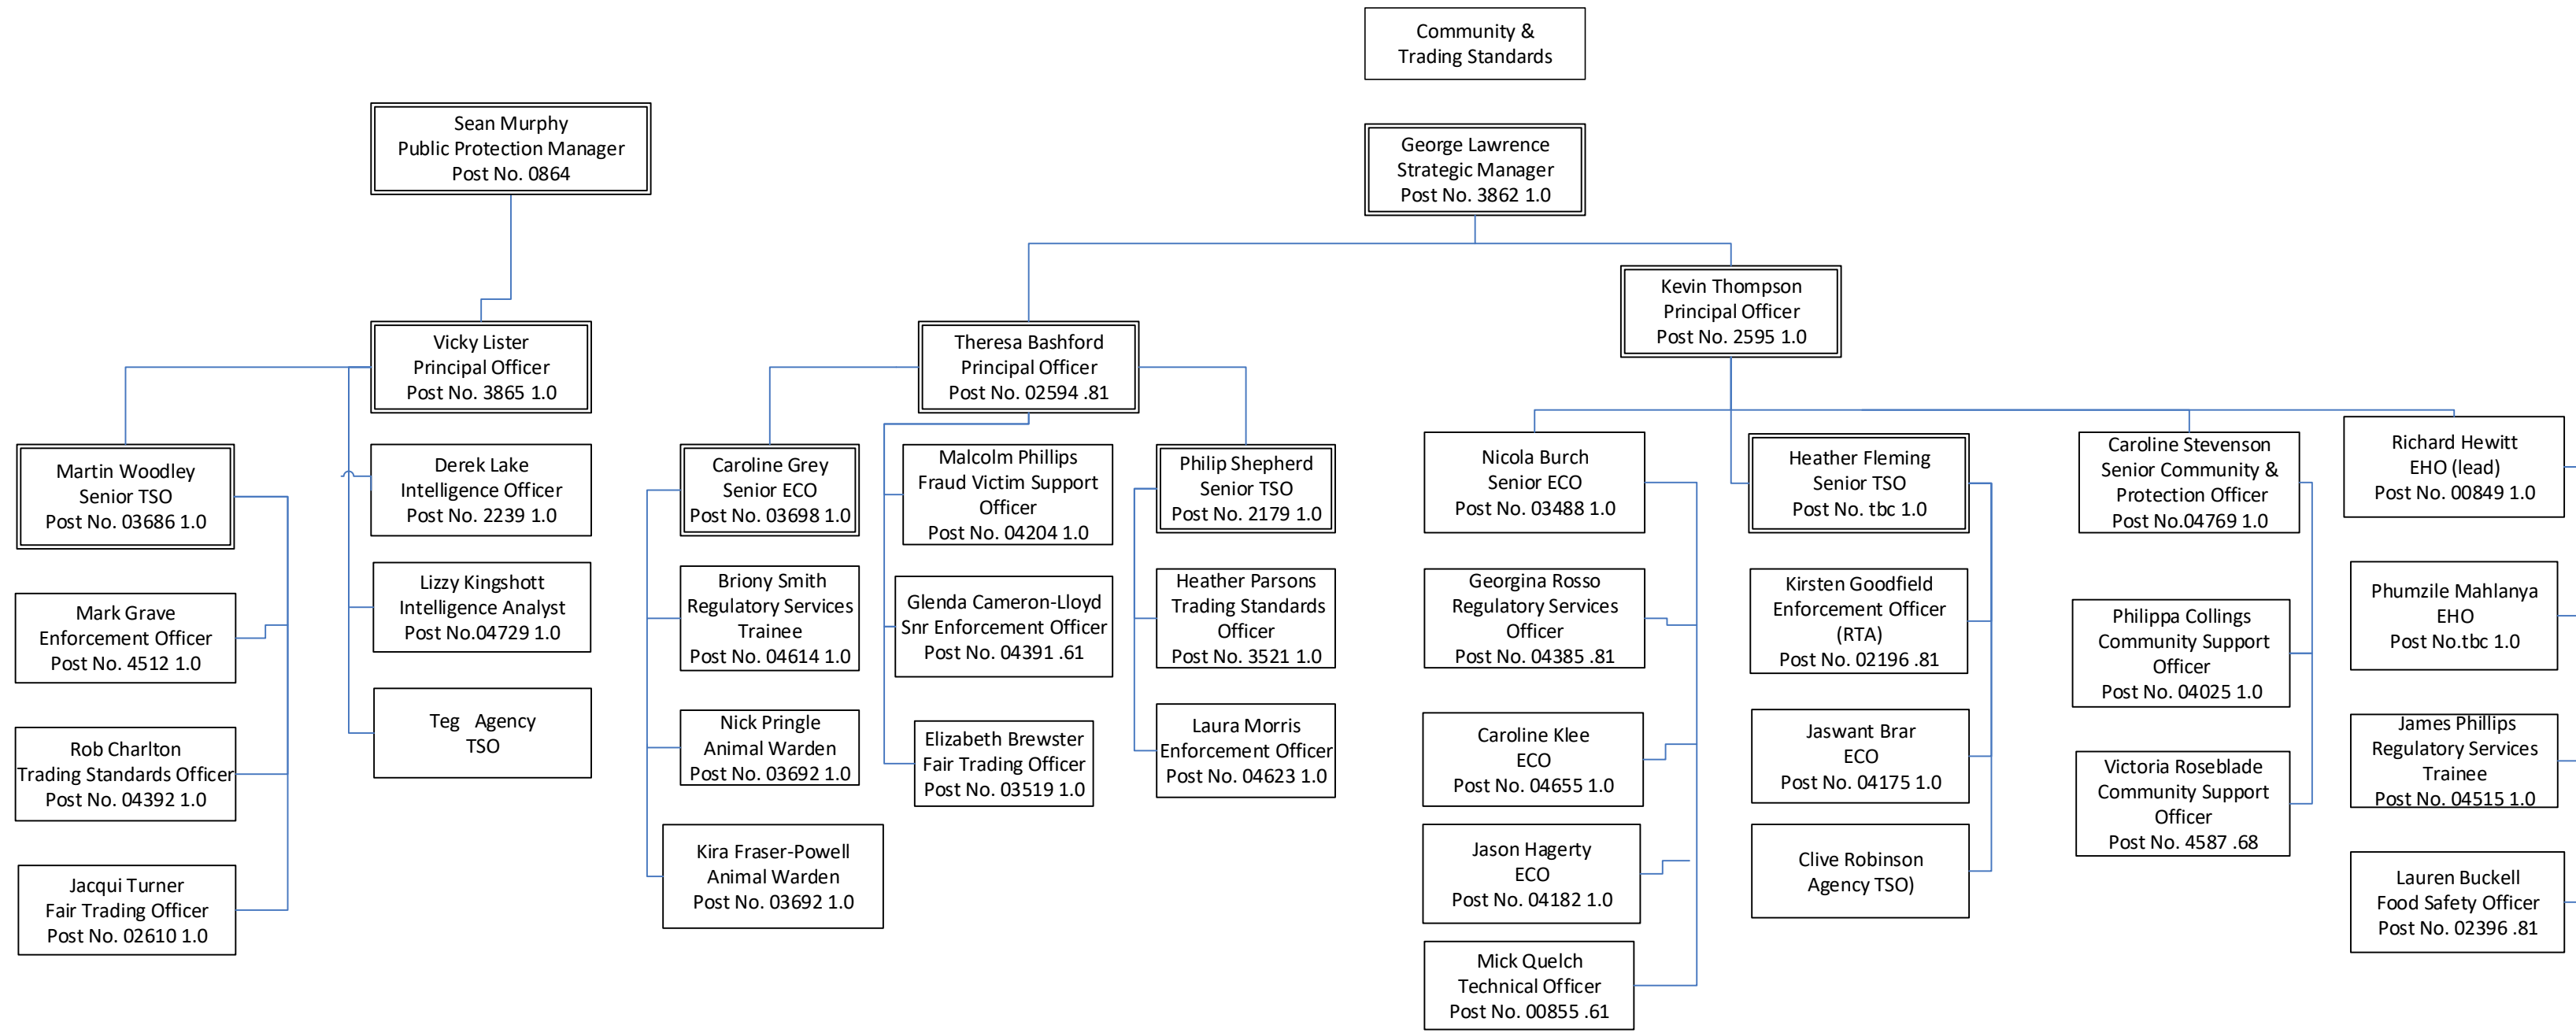 Community &
Trading Standards
Sean Murphy
Public Protection Manager
Post No. 0864
George Lawrence
Strategic Manager
Post No. 3862 1.0
Kevin Thompson
Principal Officer
Post No. 2595 1.0
Vicky Lister
Principal Officer
Post No. 3865 1.0
Theresa Bashford
Principal Officer
Post No. 02594 .81
Martin Woodley
Senior TSO
Post No. 03686 1.0
Derek Lake
Intelligence Officer
Post No. 2239 1.0
Caroline Grey
Senior ECO
Post No. 03698 1.0
Malcolm Phillips
Fraud Victim Support
Officer
Post No. 04204 1.0
Philip Shepherd
Senior TSO
Post No. 2179 1.0
Nicola Burch
Senior ECO
Post No. 03488 1.0
Heather Fleming
Senior TSO
Post No. tbc 1.0
Caroline Stevenson
Senior Community &
Protection Officer
Post No.04769 1.0
Richard Hewitt
EHO (lead)
Post No. 00849 1.0
Mark Grave
Enforcement Officer
Post No. 4512 1.0
Lizzy Kingshott
Intelligence Analyst
Post No.04729 1.0
Briony Smith
Regulatory Services
Trainee
Post No. 04614 1.0
Glenda Cameron-Lloyd
Snr Enforcement Officer
Post No. 04391 .61
Heather Parsons
Trading Standards
Officer
Post No. 3521 1.0
Georgina Rosso
Regulatory Services
Officer
Post No. 04385 .81
Kirsten Goodfield
Enforcement Officer
(RTA)
Post No. 02196 .81
Philippa Collings
Community Support
Officer
Post No. 04025 1.0
Phumzile Mahlanya
EHO
Post No.tbc 1.0
Rob Charlton
Trading Standards Officer
Post No. 04392 1.0
Teg   Agency
TSO
Nick Pringle
Animal Warden
Post No. 03692 1.0
Elizabeth Brewster
Fair Trading Officer
Post No. 03519 1.0
Laura Morris
Enforcement Officer
Post No. 04623 1.0
Caroline Klee
ECO
Post No. 04655 1.0
Jaswant Brar
ECO
Post No. 04175 1.0
Victoria Roseblade
Community Support
Officer
Post No. 4587 .68
James Phillips
Regulatory Services
Trainee
Post No. 04515 1.0
Jacqui Turner
Fair Trading Officer
Post No. 02610 1.0
Kira Fraser-Powell
Animal Warden
Post No. 03692 1.0
Jason Hagerty
ECO
Post No. 04182 1.0
Clive Robinson
Agency TSO)
Lauren Buckell
Food Safety Officer
Post No. 02396 .81
Mick Quelch
Technical Officer
Post No. 00855 .61